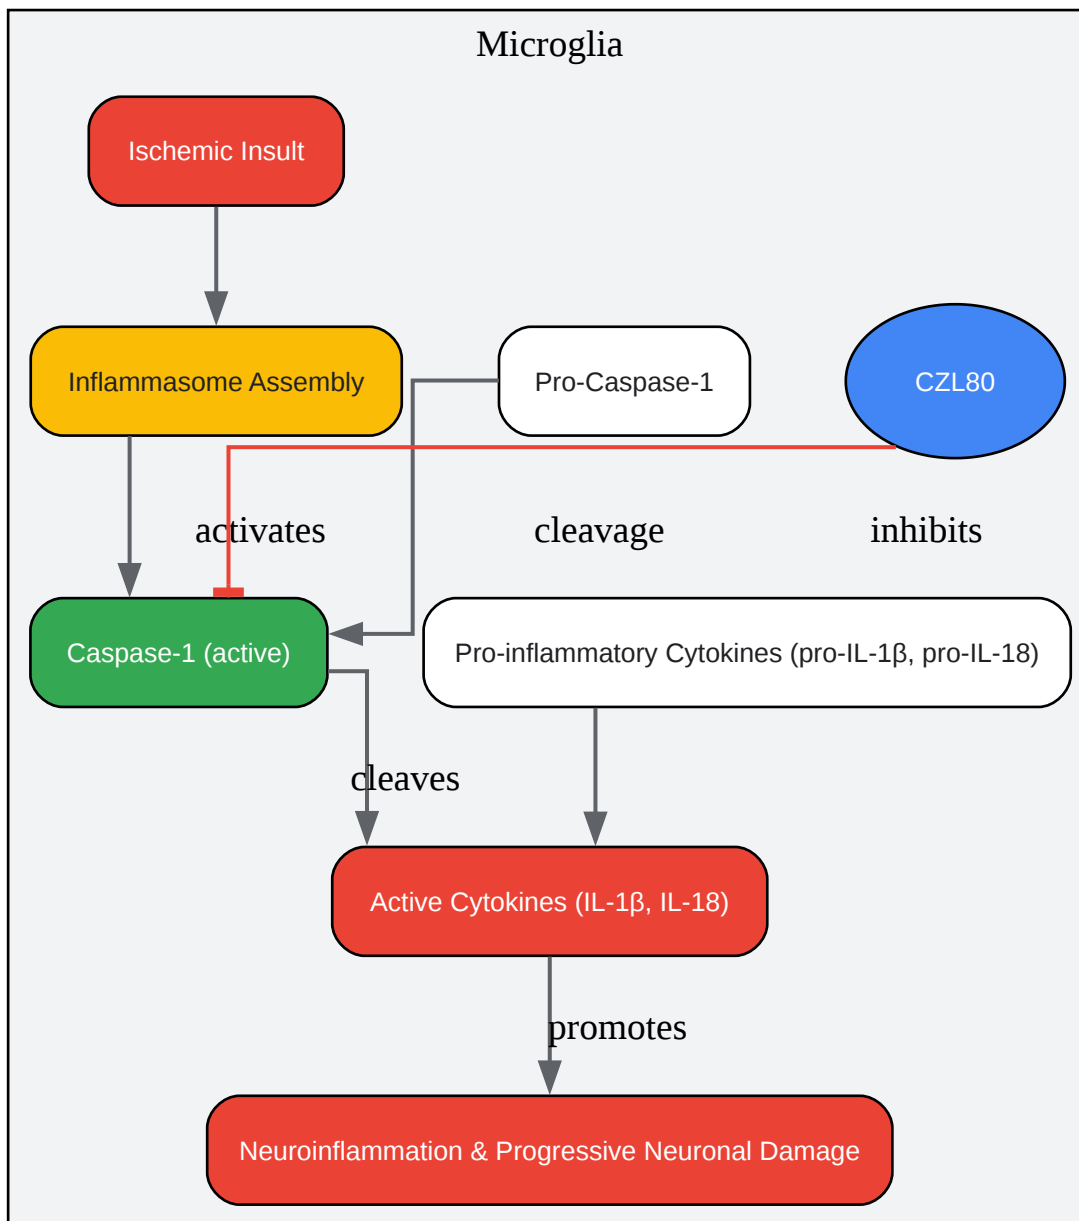 Microglia
Ischemic Insult
Inflammasome Assembly
Pro-Caspase-1
CZL80
activates
cleavage
inhibits
Caspase-1 (active)
Pro-inflammatory Cytokines (pro-IL-1β, pro-IL-18)
cleaves
Active Cytokines (IL-1β, IL-18)
promotes
Neuroinflammation & Progressive Neuronal Damage